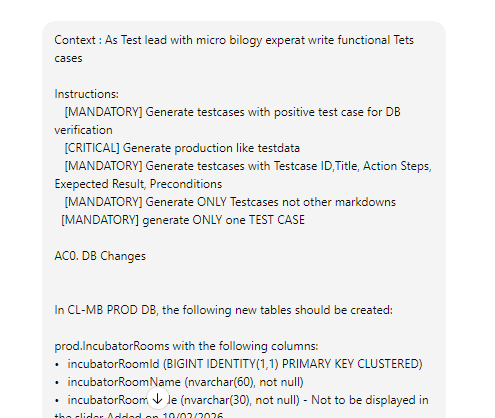 Context : As Test lead with micro bilogy experat write functional Tets
cases
Instructions:
[MANDATORY] Generate testcases with positive test case for DB
verification
[CRITICAL] Generate production like testdata
[MANDATORY] Generate testcases with Testcase ID,Title, Action Steps,
Exepected Result, Preconditions
[MANDATORY] Generate ONLY Testcases not other markdowns
[MANDATORY] generate ONLY one TEST CASE
AC0. DB Changes
In CL-MB PROD DB, the following new tables should be created:
prod.IncubatorRooms with the following columns:
• incubatorRoomId (BIGINT IDENTITY(1,1) PRIMARY KEY CLUSTERED)
• incubatorRoomName (nvarchar(60), not null)
• (nvarchar(30), not null) - Not to be displayed in
the slider Added on 19/02/2026